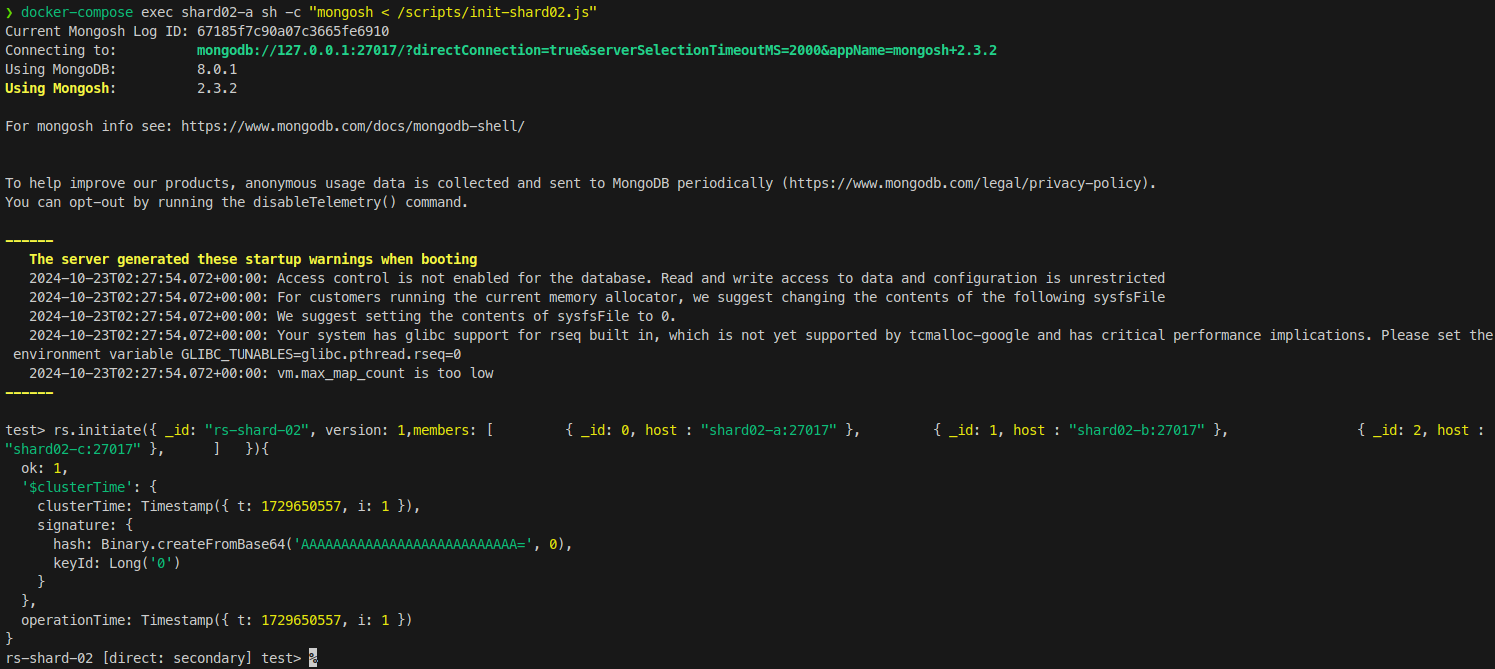 ❯ docker-compose exec shard02-a sh -c "mongosh < /scripts/init-shard02.js"
Current Mongosh Log ID: 67185f7c90a07c3665fe6910
Connecting to: mongodb://127.0.0.1:27017/?directConnection=true&serverSelectionTimeoutMS=2000&appName=mongosh+2.3.2
Using MongoDB: 8.0.1
Using Mongosh: 2.3.2
For mongosh info see: https://www.mongodb.com/docs/mongodb-shell/
To help improve our products, anonymous usage data is collected and sent to MongoDB periodically (https://www.mongodb.com/legal/privacy-policy).
You can opt-out by running the disableTelemetry() command.
------
The server generated these startup warnings when booting
2024-10-23T02:27:54.072+00:00: Access control is not enabled for the database. Read and write access to data and configuration is unrestricted
2024-10-23T02:27:54.072+00:00: For customers running the current memory allocator, we suggest changing the contents of the following sysfsFile
2024-10-23T02:27:54.072+00:00: We suggest setting the contents of sysfsFile to 0.
2024-10-23T02:27:54.072+00:00: Your system has glibc support for rseq built in, which is not yet supported by tcmalloc-google and has critical performance implications. Please set the
environment variable GLIBC_TUNABLES=glibc.pthread.rseq=0
2024-10-23T02:27:54.072+00:00: vm.max_map_count is too low
------
test> rs.initiate({ _id: "rs-shard-02", version: 1,members: [ { _id: 0, host : "shard02-a:27017" }, { _id: 1, host : "shard02-b:27017" }, { _id: 2, host :
"shard02-c:27017" }, ] }){
ok: 1,
'$clusterTime': {
clusterTime: Timestamp({ t: 1729650557, i: 1 }),
signature: {
hash: Binary.createFromBase64('AAAAAAAAAAAAAAAAAAAAAAAAAAA=', 0),
keyId: Long('0')
}
},
operationTime: Timestamp({ t: 1729650557, i: 1 })
}
rs-shard-02 [direct: secondary] test> %